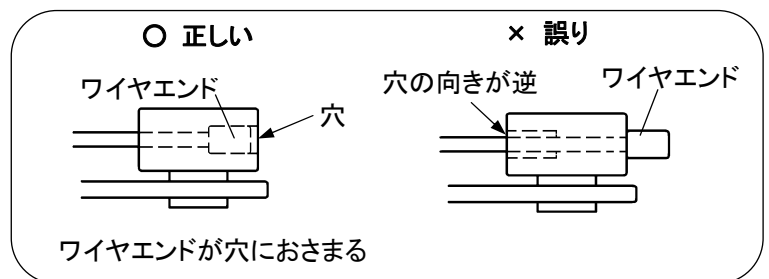 ○ 正しい
× 誤り
ワイヤエンド
穴
穴の向きが逆
ワイヤエンド
ワイヤエンドが穴におさまる